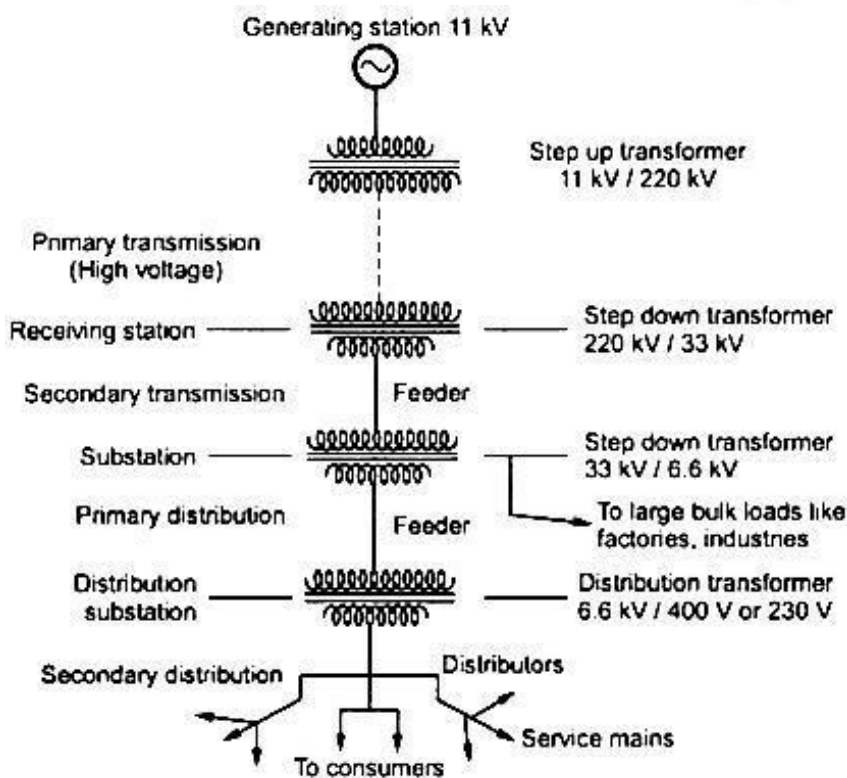 Generating station 11 kV
Step up transformer
11 kV / 220 kV
Primary transmission
(High voltage)
Receiving station
Step down transformer
220 kV / 33 kV
Secondary transmission
Feeder
Substation
Step down transformer
33 kV / 6.6 kV
Primary distribution
Feeder
To large bulk loads like
factories, industries
Distribution
substation
Distribution transformer
6.6 kV / 400 V or 230 V
Secondary distribution
Distributors
Service mains
To consumers